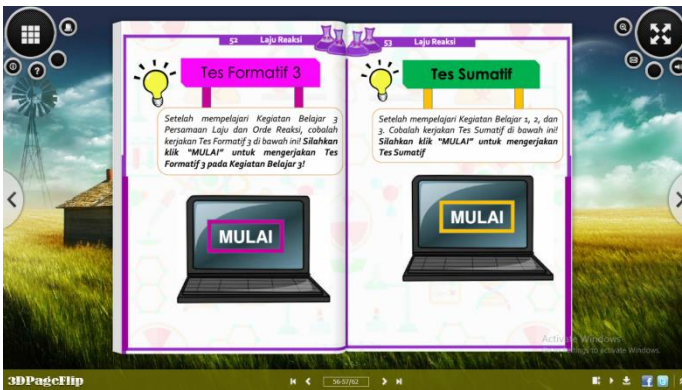 52 Laju Reaksi
Tes Formatif 3
Setelah mempelajari Kegiatan Belajar 3
Persamaan Laju dan Orde Reaksi, cobalah
kerjakan Tes Formatif 3 di bawah ini! Silahkan
klik "MULAI" untuk mengerjakan Tes
Formatif 3 pada Kegiatan Belajar 3!
MULAI
53 Laju Reaksi
Tes Sumatif
Setelah mempelajari Kegiatan Belajar 1, 2, dan
3. Cobalah kerjakan Tes Sumatif di bawah ini!
Silahkan klik "MULAI" untuk mengerjakan
Tes Sumatif
MULAI
Activate Windows
to activate Windows.
3DPageFlip
56-57/62